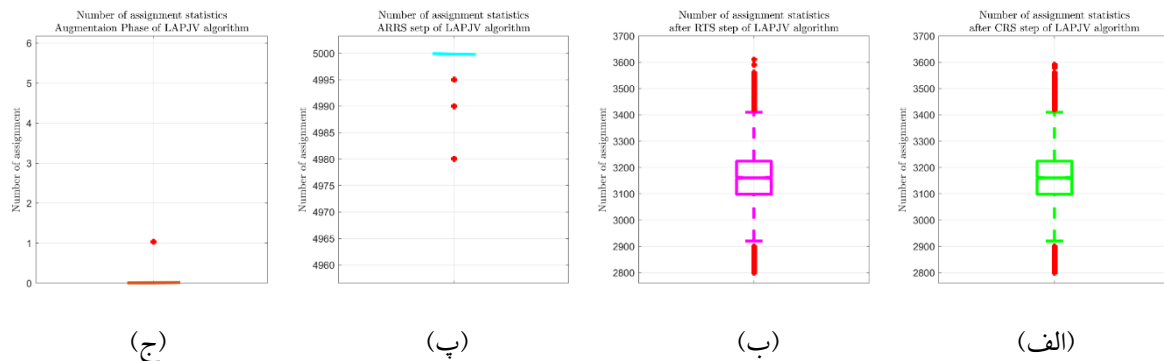 Number of assignment statistics
Augmentaion Phase of LAPJV algorithm
Number of assignment
6
5
4
3
2
1
0
(ج)
Number of assignment statistics
ARRS setp of LAPJV algorithm
Number of assignment
5000
4995
4990
4985
4980
4975
4970
4965
4960
(پ)
Number of assignment statistics
after RTS step of LAPJV algorithm
Number of assignment
3700
3600
3500
3400
3300
3200
3100
3000
2900
2800
(ب)
Number of assignment statistics
after CRS step of LAPJV algorithm
Number of assignment
3700
3600
3500
3400
3300
3200
3100
3000
2900
2800
(الف)